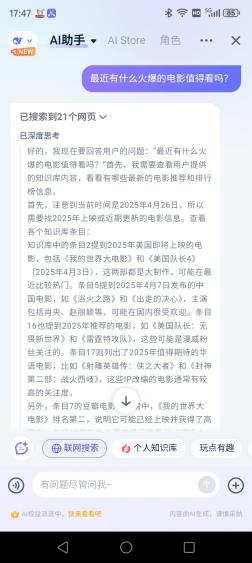 17:47
5G
85
AI助手
AI Store
角色
NEW
最近有什么火爆的电影值得看吗？
已搜索到21个网页
已深度思考
好的，我现在要回答用户的问题：“最近有什么火
爆的电影值得看吗？”首先，我需要查看用户提供
的知识库内容，看看有哪些最新的电影推荐和排行
榜信息。
首先，注意到当前时间是2025年4月26日，所以
需要找2025年上映或近期更新的电影信息。查看
各个知识库条目：
知识库中的条目2提到2025年美国即将上映的电
影，包括《我的世界大电影》和《美国队长4》
（2025年4月3日），这两部都是大制作，可能在最
近比较热门。条目5提到2025年4月7日发布的中
国电影，如《浴火之路》和《出走的决心》，主演
包括肖央、赵丽颖等，可能在国内很受欢迎。条目
16也提到2025年推荐的电影，如《美国队长：无
畏新世界》和《雷霆特攻队》，这些可能是漫威粉
丝关注的。条目17则列出了2025年值得期待的华
语电影，比如《射雕英雄传：侠之大者》和《封神
第二部：战火西岐》，这些IP改编的电影通常有较
高的关注度。
另外，条目7的豆瓣电影 榜中，《我的世界
大电影》排名第二，说明它可能已经上映并获得了高
联网搜索
个人知识库
玩点有趣
有问题尽管问我~
AI权益派送中，快来看看吧
内容由AI生成，谨慎采纳